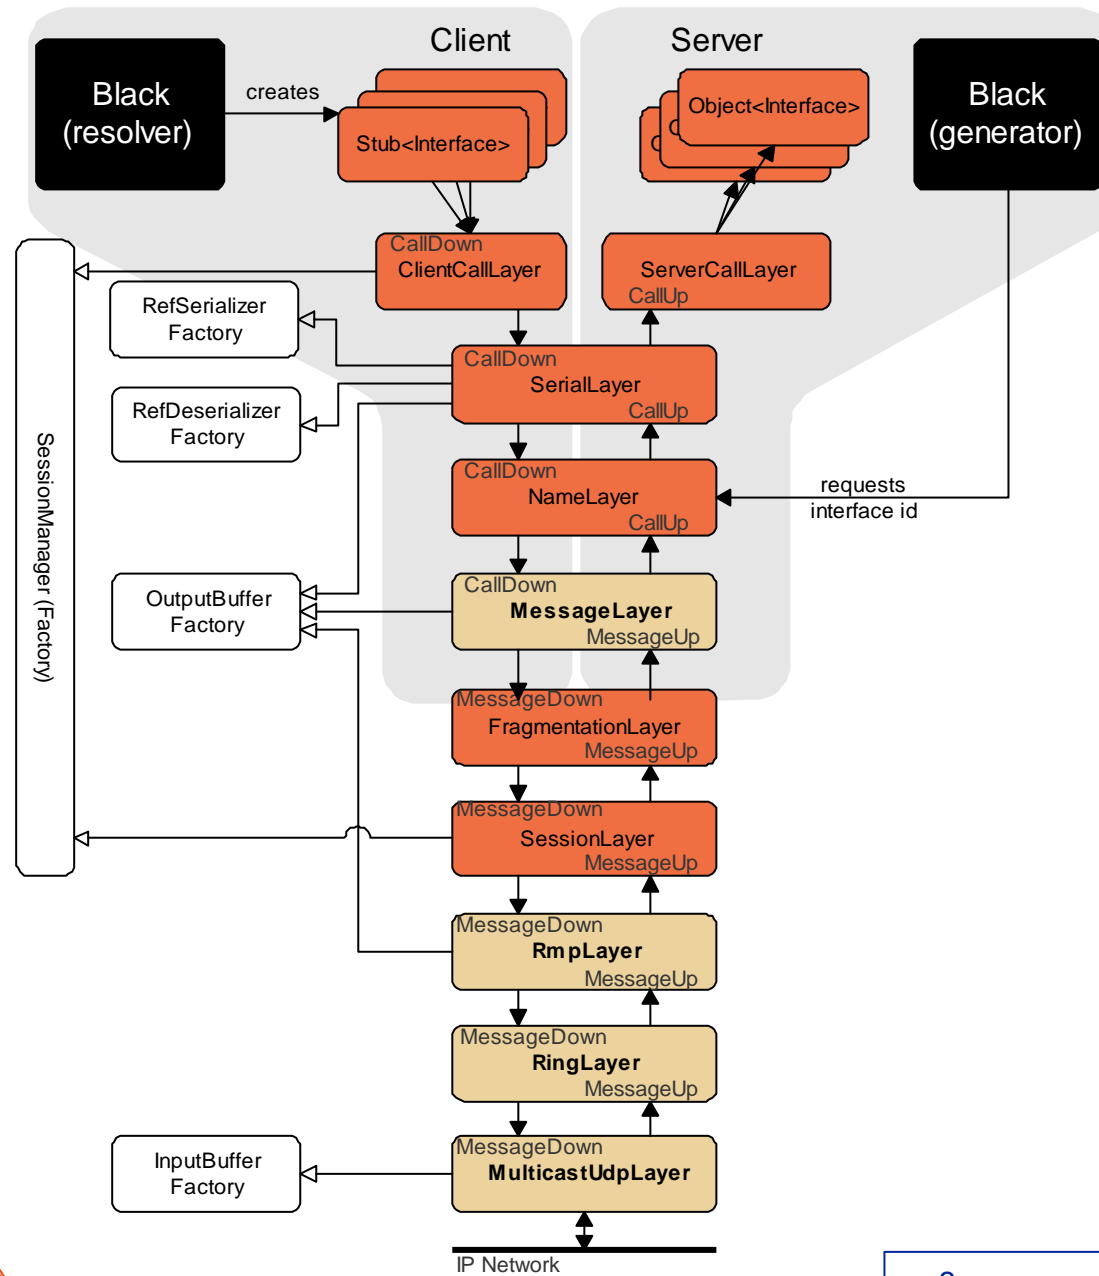 Client
Server
Black
(resolver)
creates
Stub<Interface>
Object<Interface>
Black
(generator)
CallDown
ClientCallLayer
ServerCallLayer
CallUp
RefSerializer
Factory
CallDown
SerialLayer
CallUp
RefDeserializer
Factory
SessionManager (Factory)
CallDown
NameLayer
CallUp
requests
interface id
OutputBuffer
Factory
CallDown
MessageLayer
MessageUp
MessageDown
FragmentationLayer
MessageUp
MessageDown
SessionLayer
MessageUp
MessageDown
RmpLayer
MessageUp
MessageDown
RingLayer
MessageUp
InputBuffer
Factory
MessageDown
MulticastUdpLayer
MessageUp
IP Network